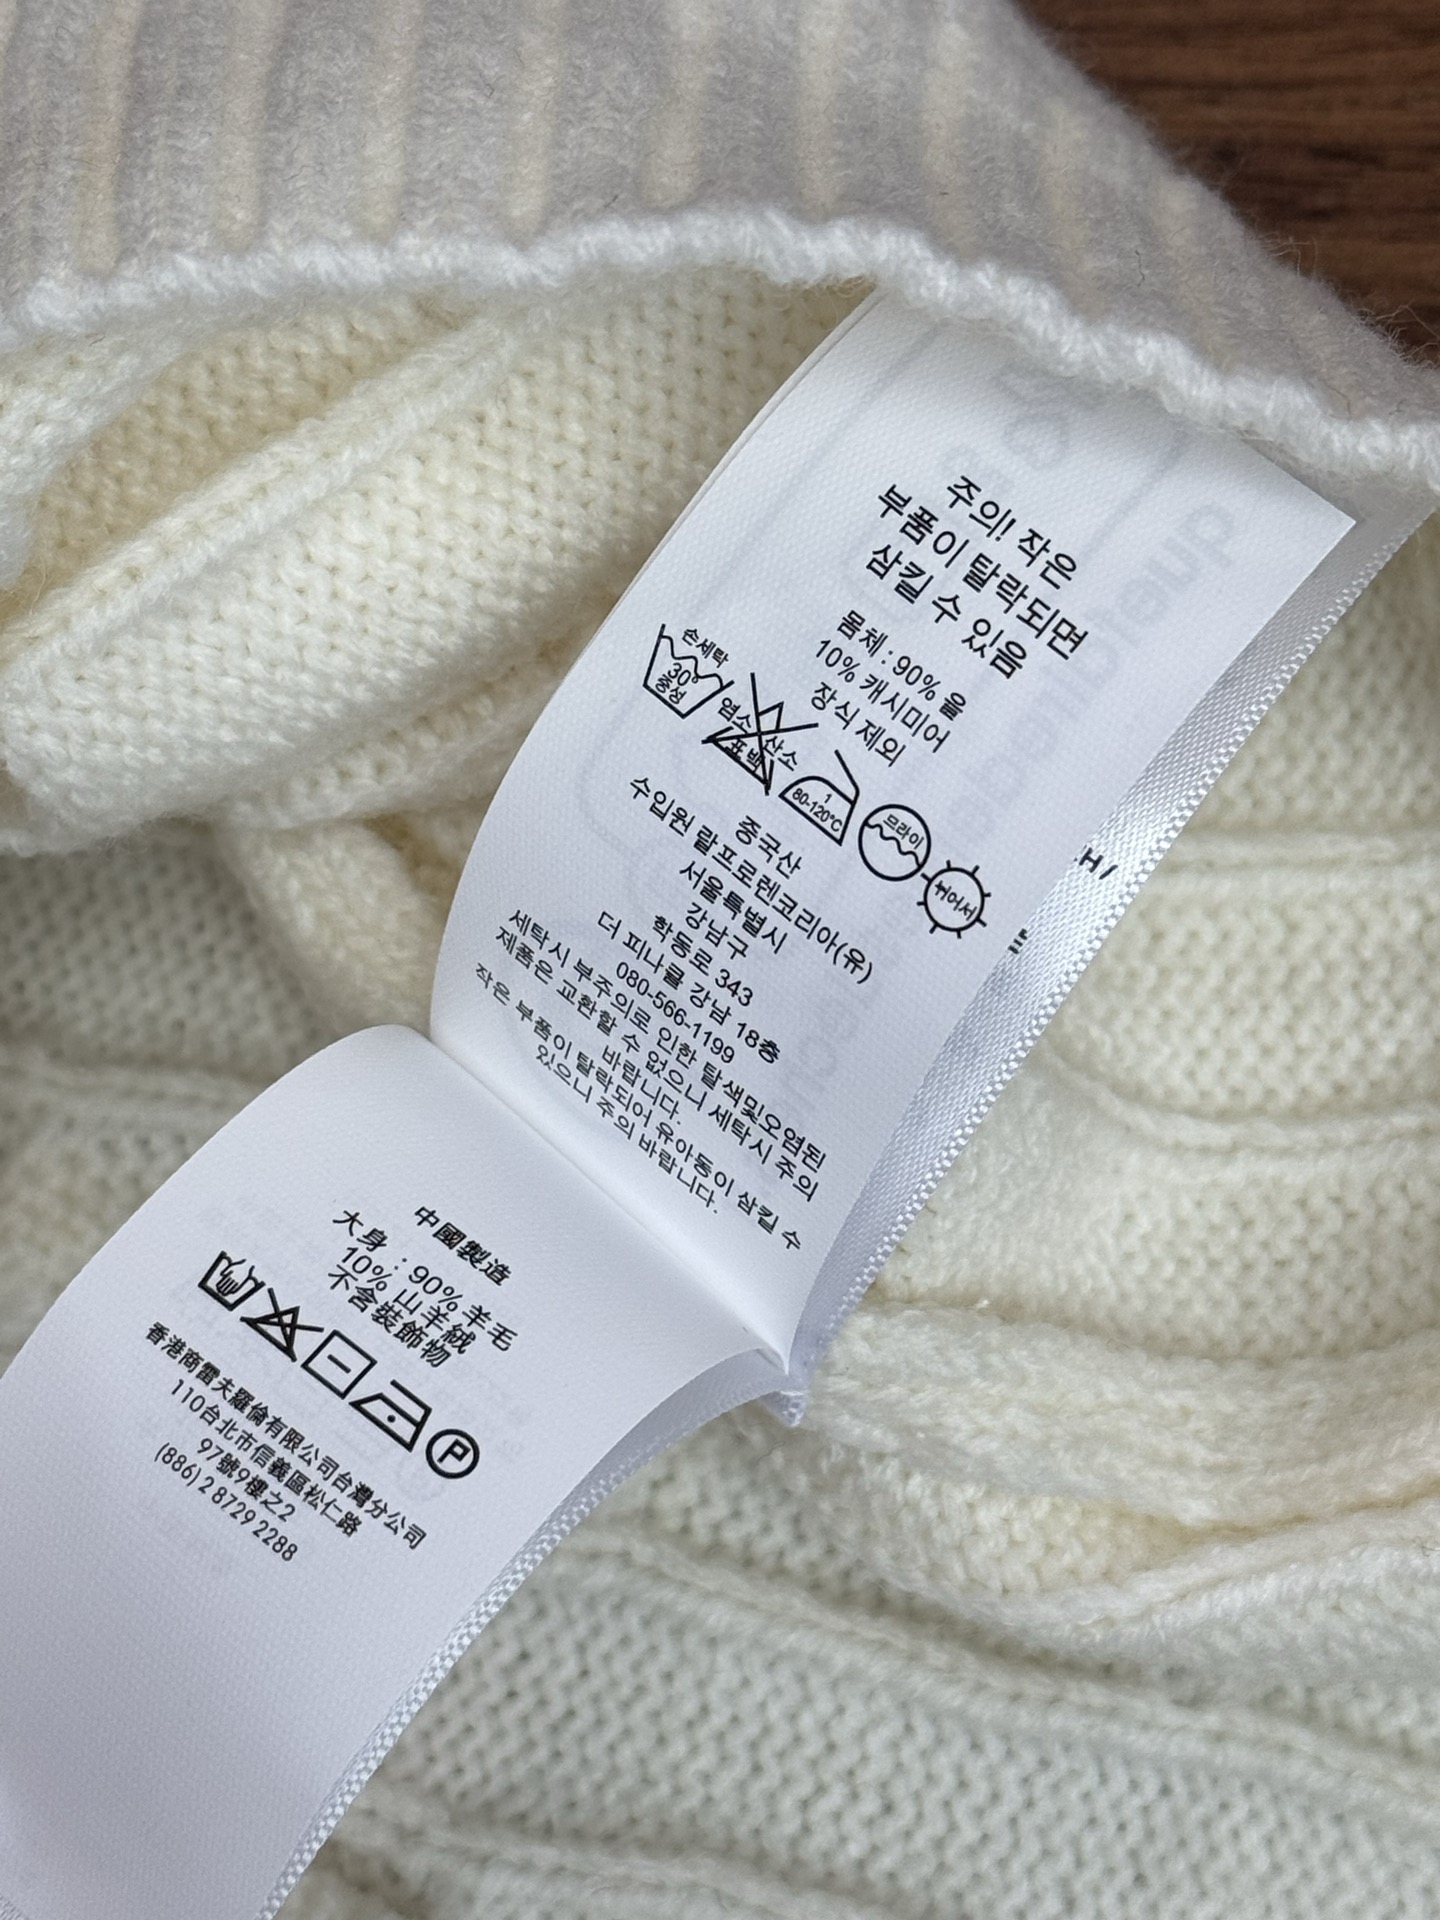 주의! 작은
부품이 탈락되면
삼킬 수 있음
몸체 : 90% 울
10% 캐시미어
장식 제외
손세탁
30°
중성
염소 산소
표백
1
80-120℃
드라이
뉘어서
중국산
수입원 랄프로렌코리아(유)
서울특별시
강남구
학동로 343
더 피나클 강남 18층
080-566-1199
세탁시 부주의로 인한 탈색및오염된
제품은 교환할 수 없으니 세탁시 주의
바랍니다.
작은 부품이 탈락되어 유아동이 삼킬 수
있으니 주의 바랍니다.
H/
中國製造
大身 : 90% 羊毛
10% 山羊絨
不含裝飾物
P
香港商雷夫羅倫有限公司台灣分公司
110台北市信義區松仁路
97號9樓之2
(886) 2 8729 2288